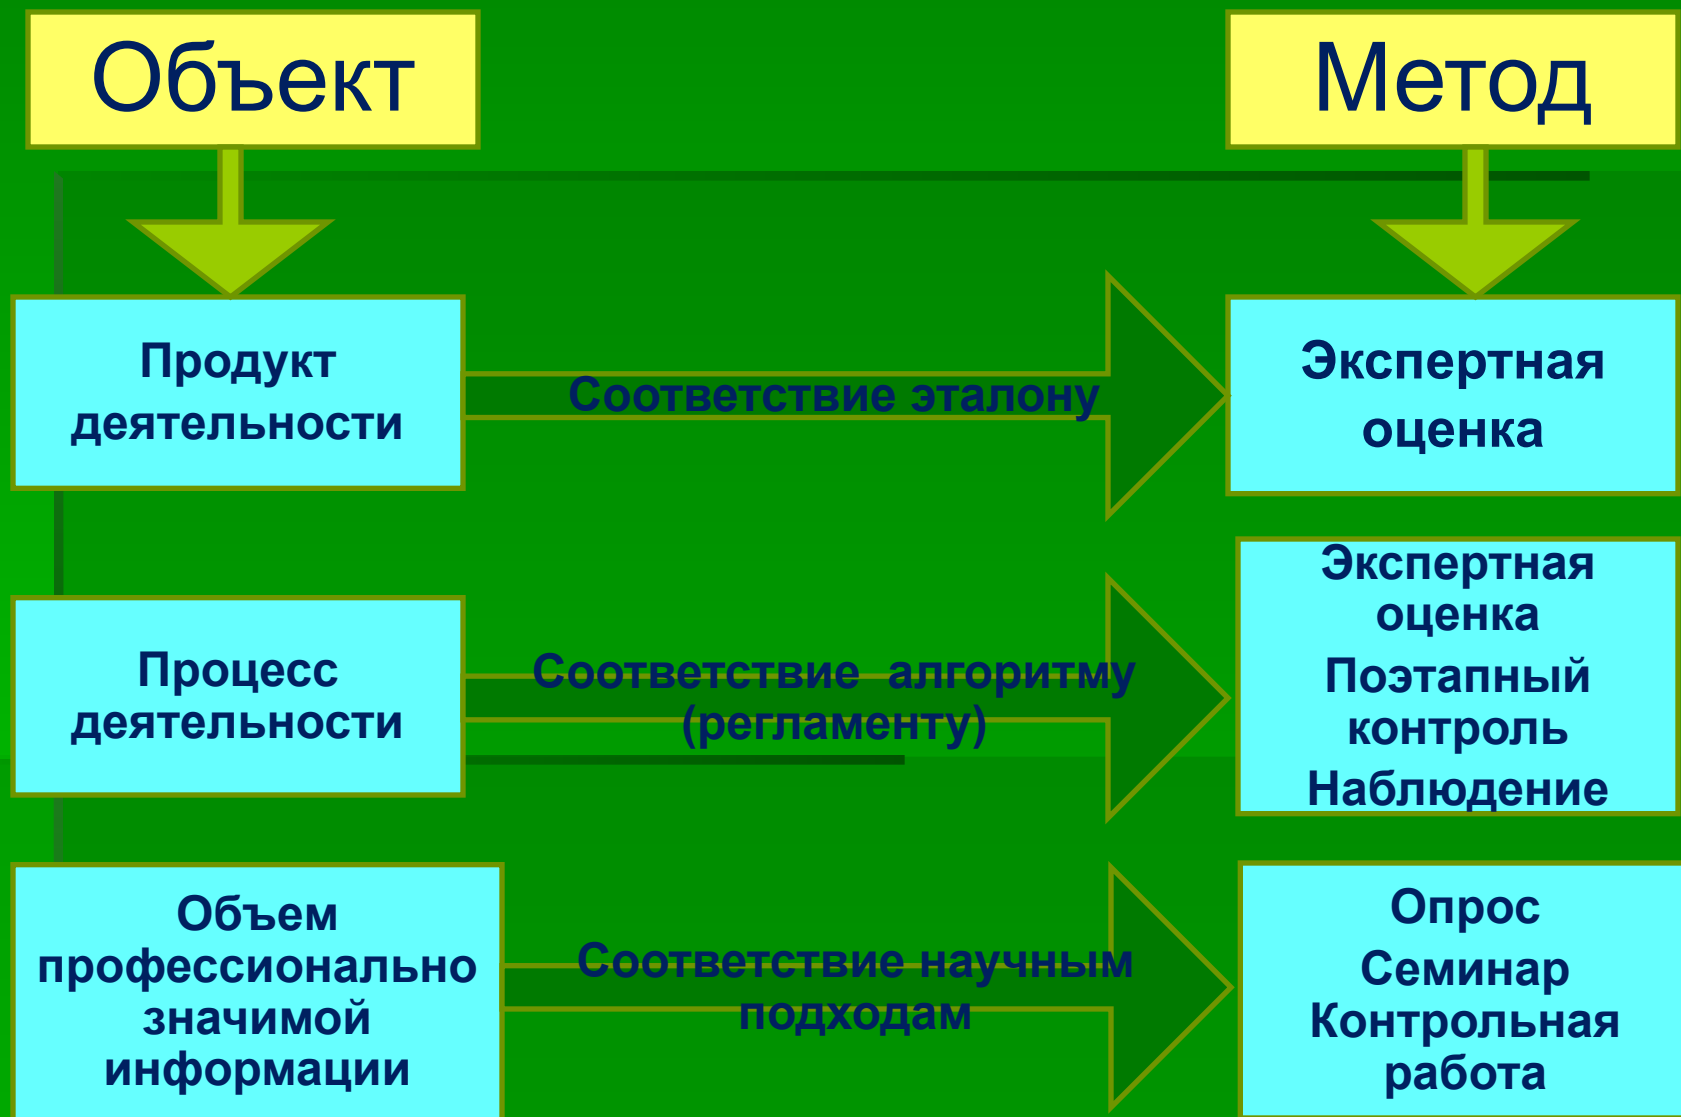 Объект
Метод
Продукт
деятельности
Соответствие эталону
Экспертная
оценка
Процесс
деятельности
Соответствие алгоритму
(регламенту)
Экспертная
оценка
Поэтапный
контроль
Наблюдение
Объем
профессионально
значимой
информации
Соответствие научным
подходам
Опрос
Семинар
Контрольная
работа